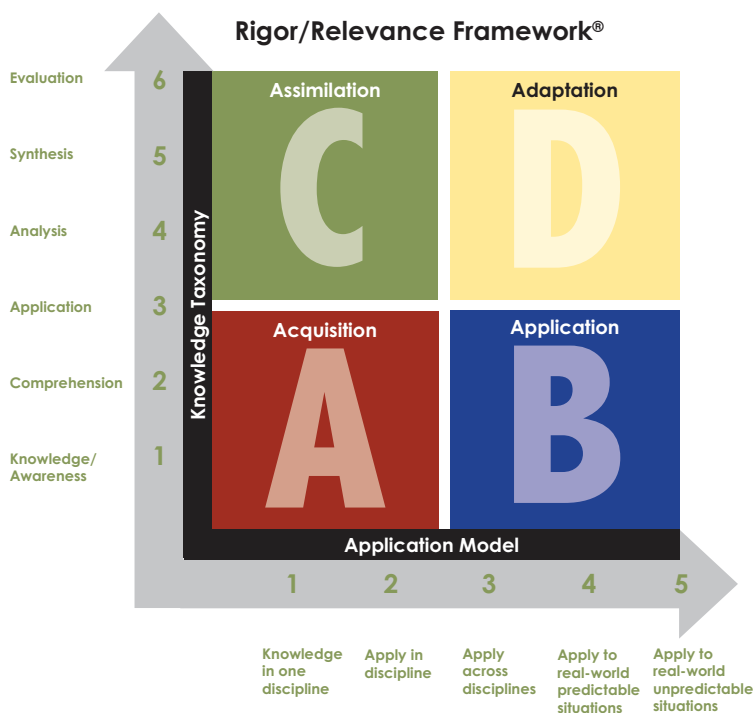 Rigor/Relevance Framework®
Evaluation
6
Synthesis
5
Analysis
4
Application
3
Comprehension
2
Knowledge/
Awareness
1
Knowledge Taxonomy
Assimilation
C
Adaptation
D
Acquisition
A
Application
B
Application Model
1
2
3
4
5
Knowledge
in one
discipline
Apply in
discipline
Apply
across
disciplines
Apply to
real-world
predictable
situations
Apply to
real-world
unpredictable
situations